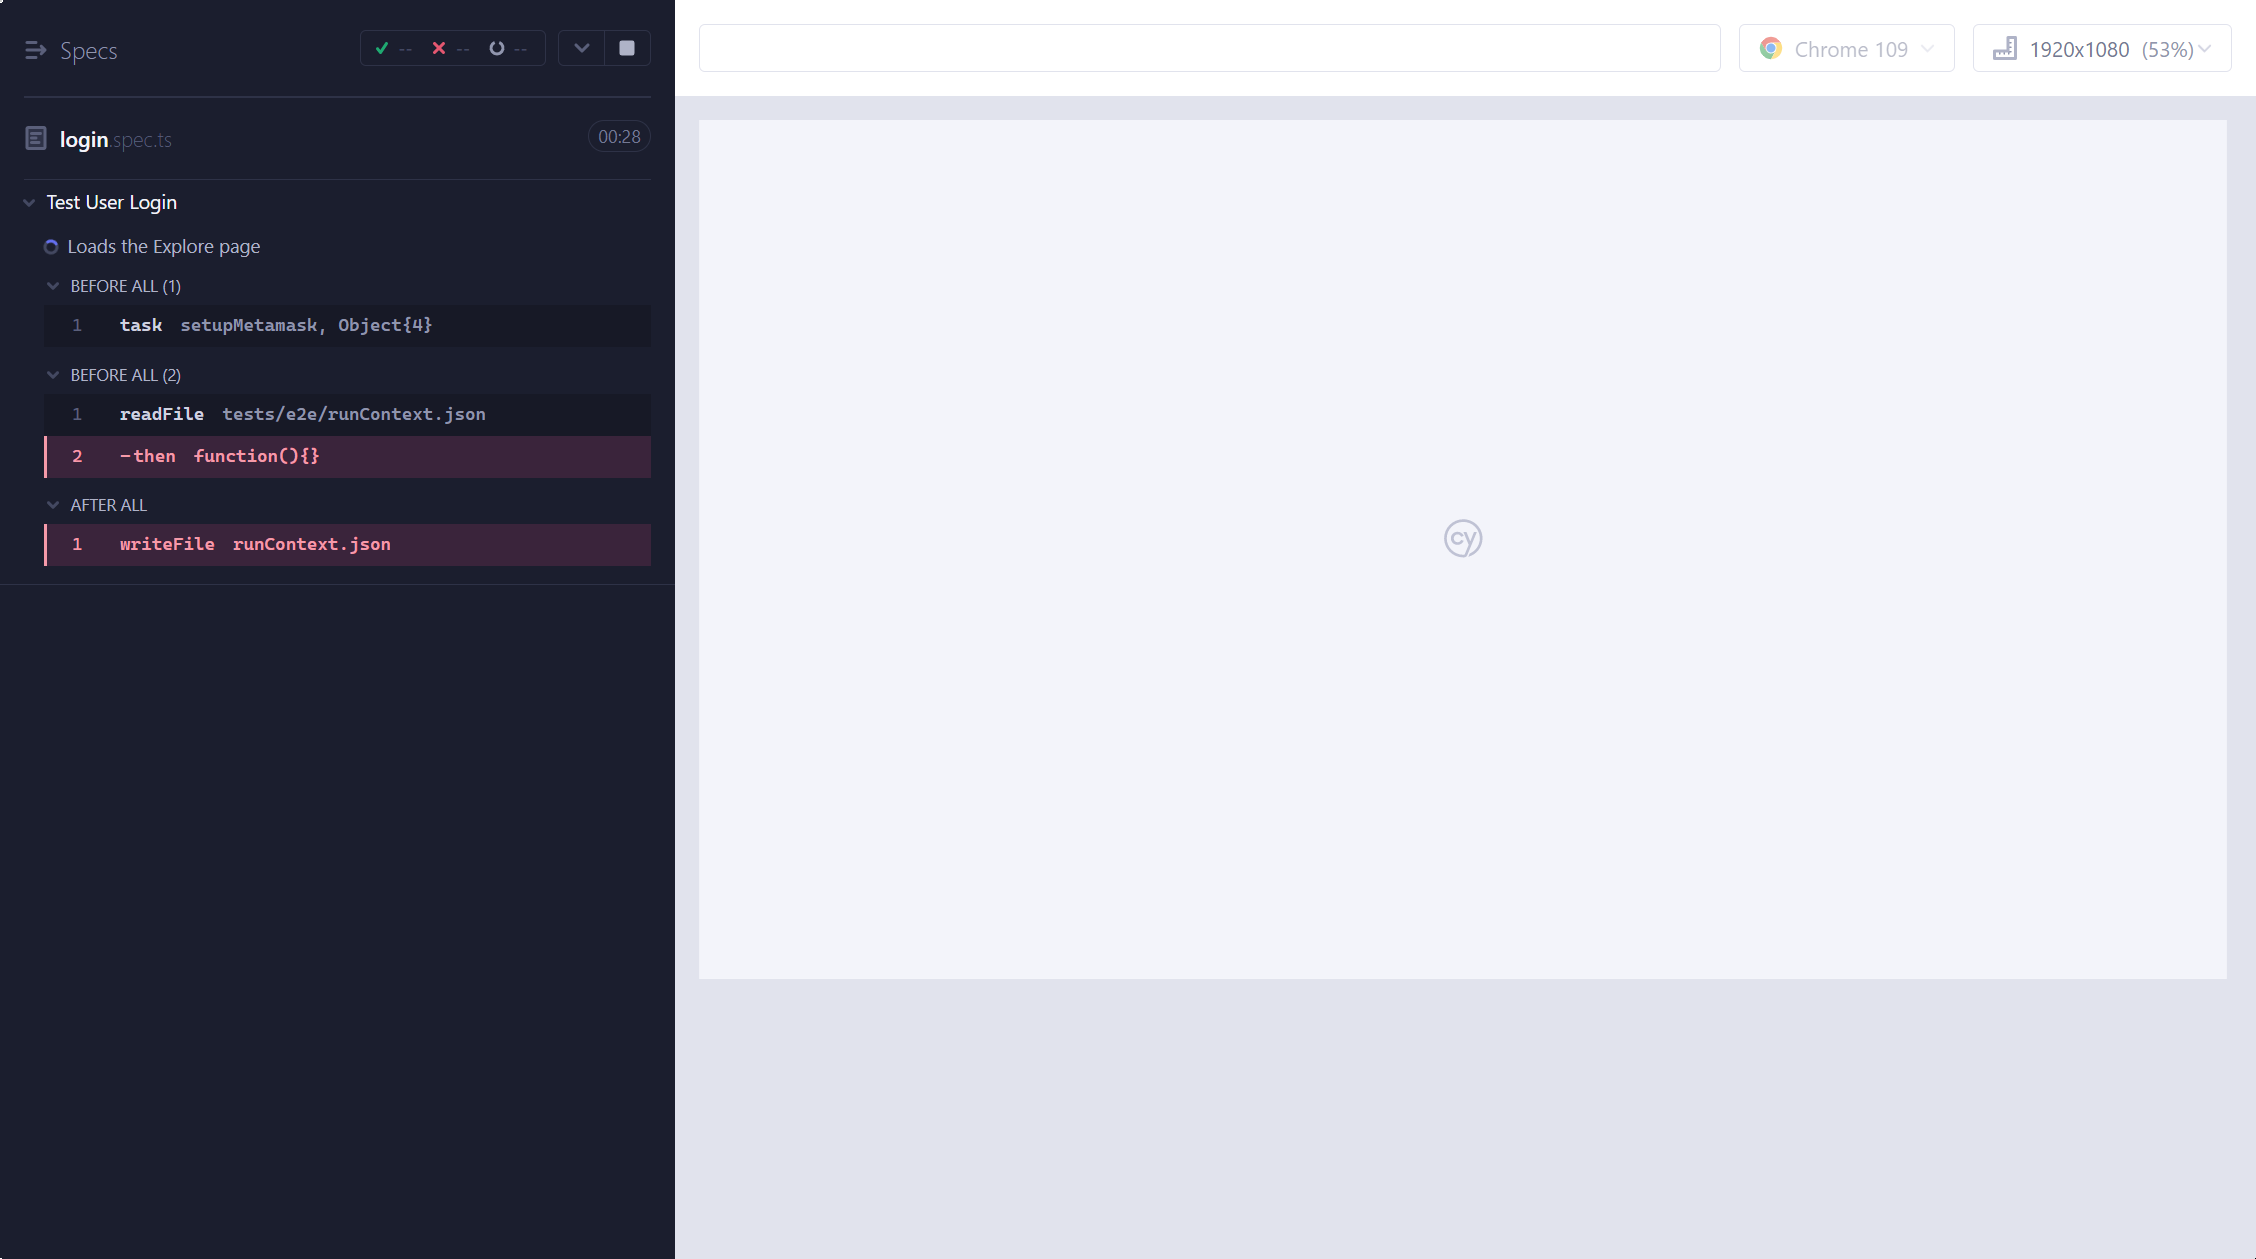 Specs -- -- --
Chrome 109 1920x1080 (53%)
login.spec.ts 00:28
Test User Login
Loads the Explore page
BEFORE ALL (1)
1 task setupMetamask, Object{4}
BEFORE ALL (2)
1 readFile tests/e2e/runContext.json
2 -then function(){}
AFTER ALL
1 writeFile runContext.json
cy